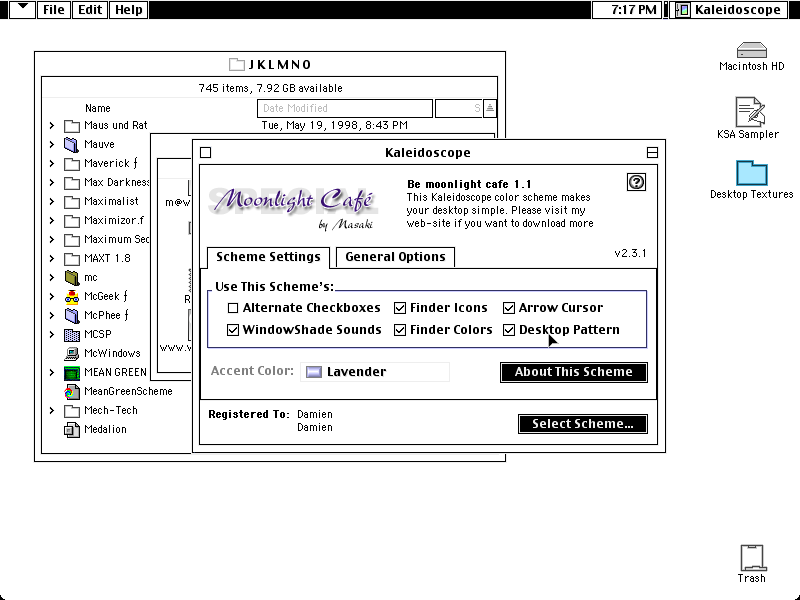 File Edit Help
7:17 PM
Kaleidoscope
JKLMNO
745 items, 7.92 GB available
Name
Date Modified
S
Maus und Rat
Tue, May 19, 1998, 8:43 PM
Mauve
Maverick ƒ
Max Darkness
Maximalist
Maximizor.f
Maximum Sec
MAXT 1.8
mc
McGeek ƒ
McPhee ƒ
MCSP
McWindows
MEAN GREEN
MeanGreenScheme
Mech-Tech
Medalion
m@w
R
www.v
Kaleidoscope
Moonlight Café
by Masaki
Be moonlight cafe 1.1
This Kaleidoscope color scheme makes
your desktop simple. Please visit my
web-site if you want to download more
v2.3.1
Scheme Settings
General Options
Use This Scheme's:
Alternate Checkboxes
Finder Icons
Arrow Cursor
WindowShade Sounds
Finder Colors
Desktop Pattern
Accent Color:
Lavender
About This Scheme
Registered To: Damien
Damien
Select Scheme...
Macintosh HD
KSA Sampler
Desktop Textures
Trash